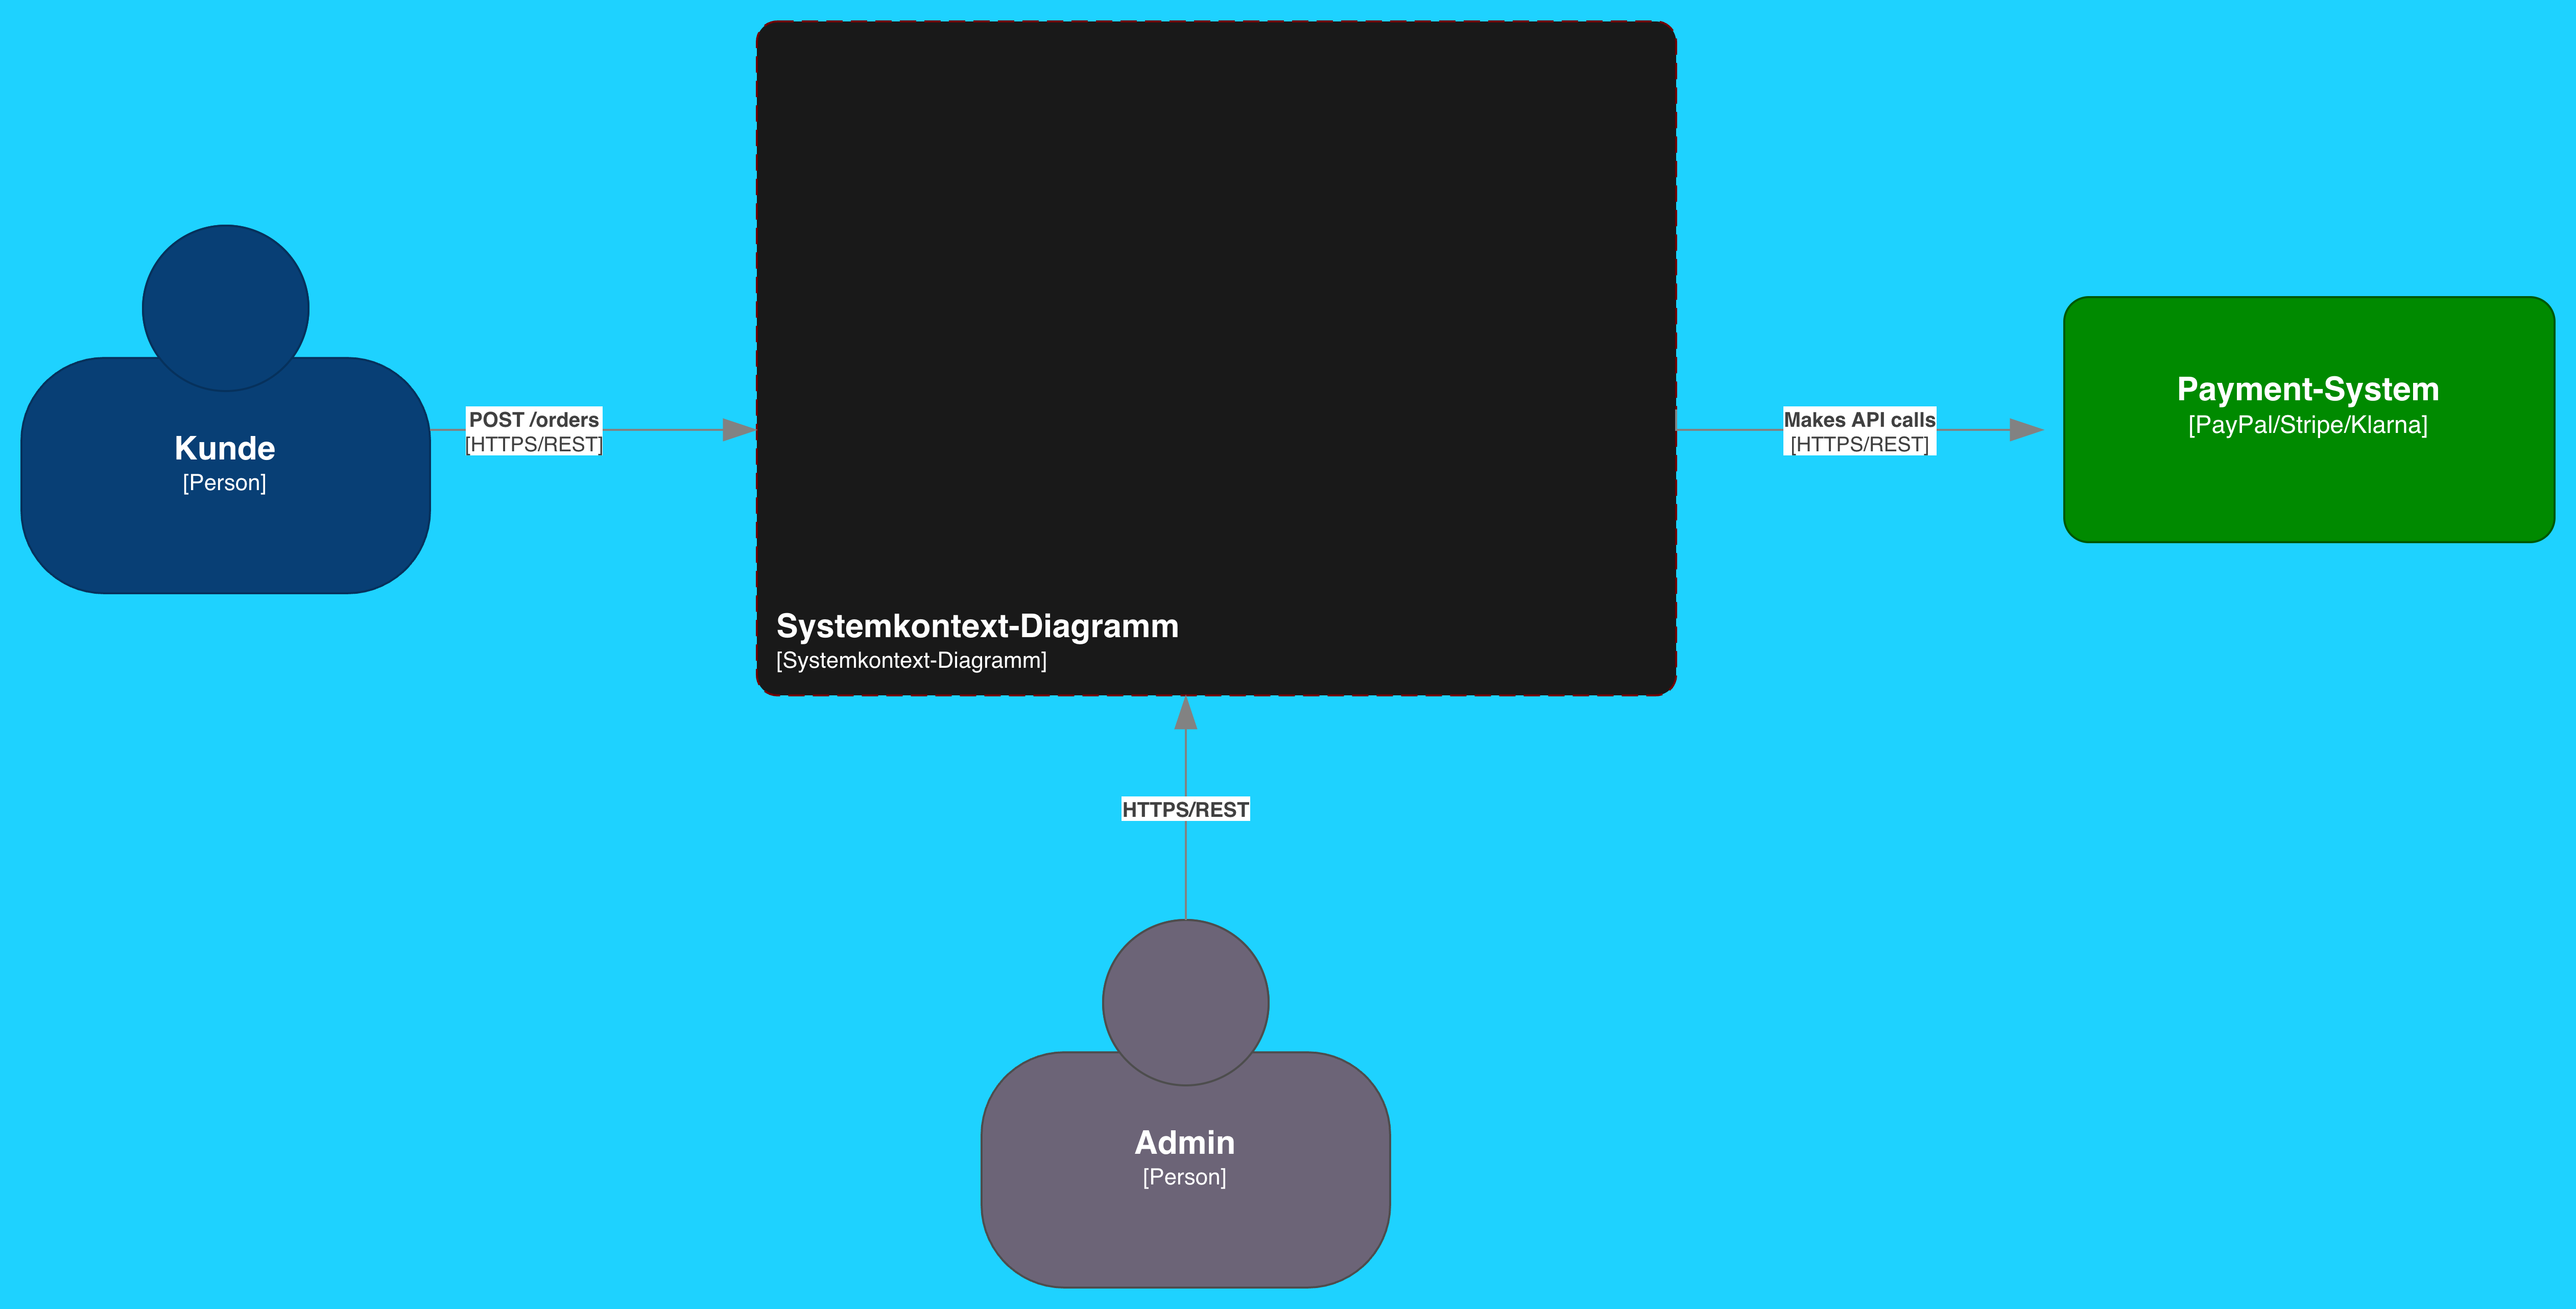 Kunde
[Person]
POST /orders
[HTTPS/REST]
Systemkontext-Diagramm
[Systemkontext-Diagramm]
Makes API calls
[HTTPS/REST]
Payment-System
[PayPal/Stripe/Klarna]
HTTPS/REST
Admin
[Person]